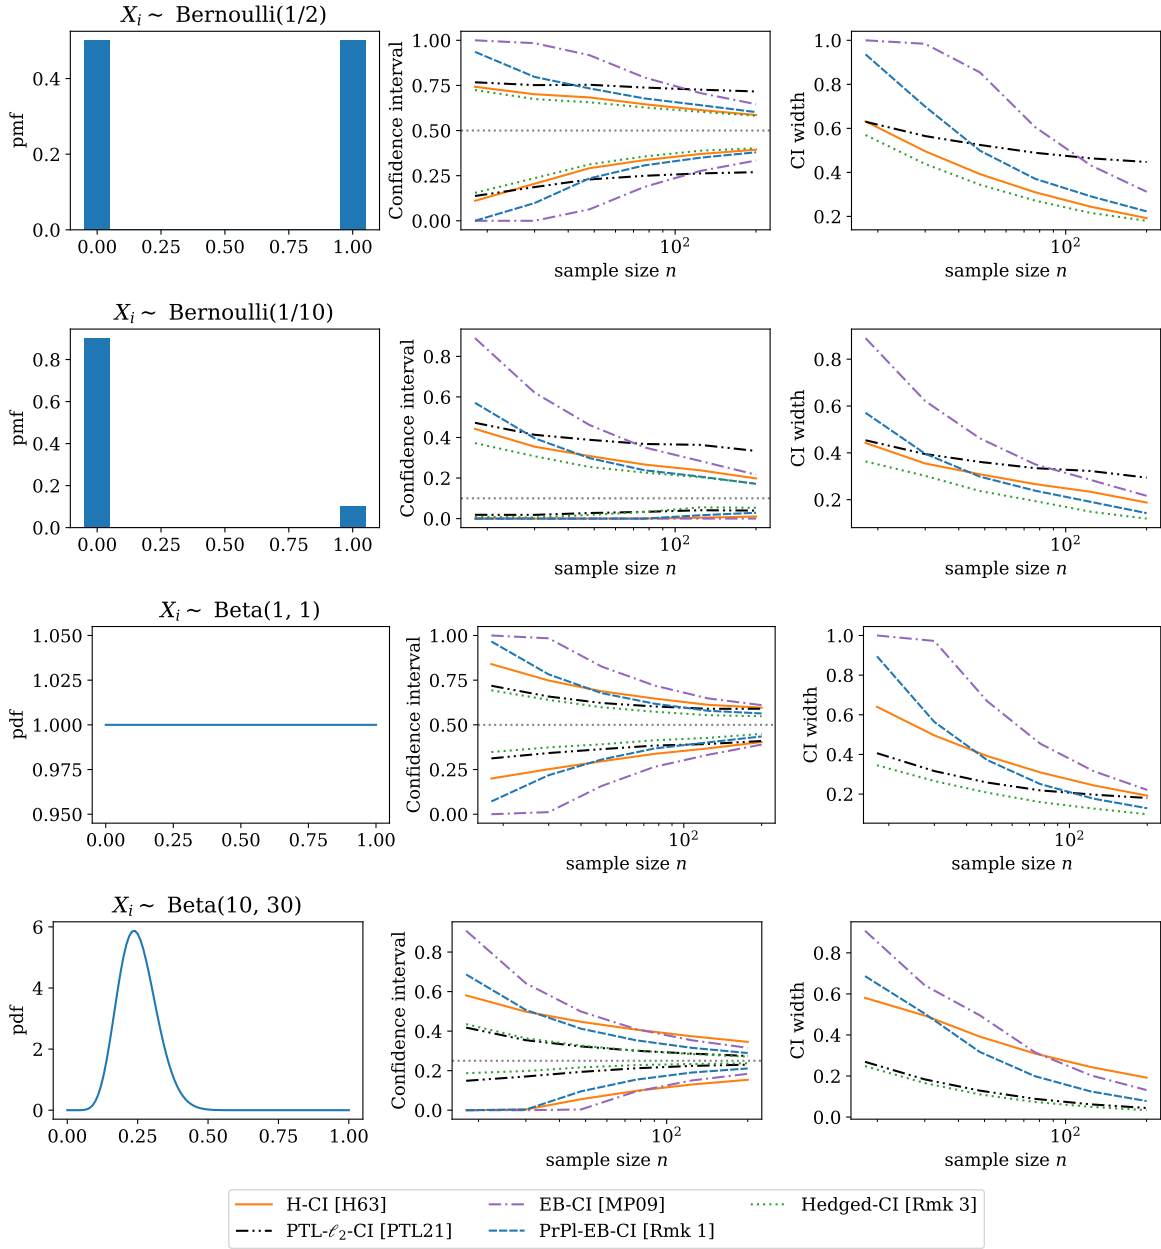 X_i ∼ Bernoulli(1/2)
pmf
0.4
0.2
0.0
0.00 0.25 0.50 0.75 1.00
Confidence interval
1.00
0.75
0.50
0.25
0.00
10²
sample size n
CI width
1.0
0.8
0.6
0.4
0.2
10²
sample size n
X_i ∼ Bernoulli(1/10)
pmf
0.8
0.6
0.4
0.2
0.0
0.00 0.25 0.50 0.75 1.00
Confidence interval
0.8
0.6
0.4
0.2
0.0
10²
sample size n
CI width
0.8
0.6
0.4
0.2
10²
sample size n
X_i ∼ Beta(1, 1)
pdf
1.050
1.025
1.000
0.975
0.950
0.00 0.25 0.50 0.75 1.00
Confidence interval
1.00
0.75
0.50
0.25
0.00
10²
sample size n
CI width
1.0
0.8
0.6
0.4
0.2
10²
sample size n
X_i ∼ Beta(10, 30)
pdf
6
4
2
0
0.00 0.25 0.50 0.75 1.00
Confidence interval
0.8
0.6
0.4
0.2
0.0
10²
sample size n
CI width
0.8
0.6
0.4
0.2
0.0
10²
sample size n
H-CI [H63] EB-CI [MP09] Hedged-CI [Rmk 3]
PTL-ℓ₂-CI [PTL21] PrPl-EB-CI [Rmk 1]